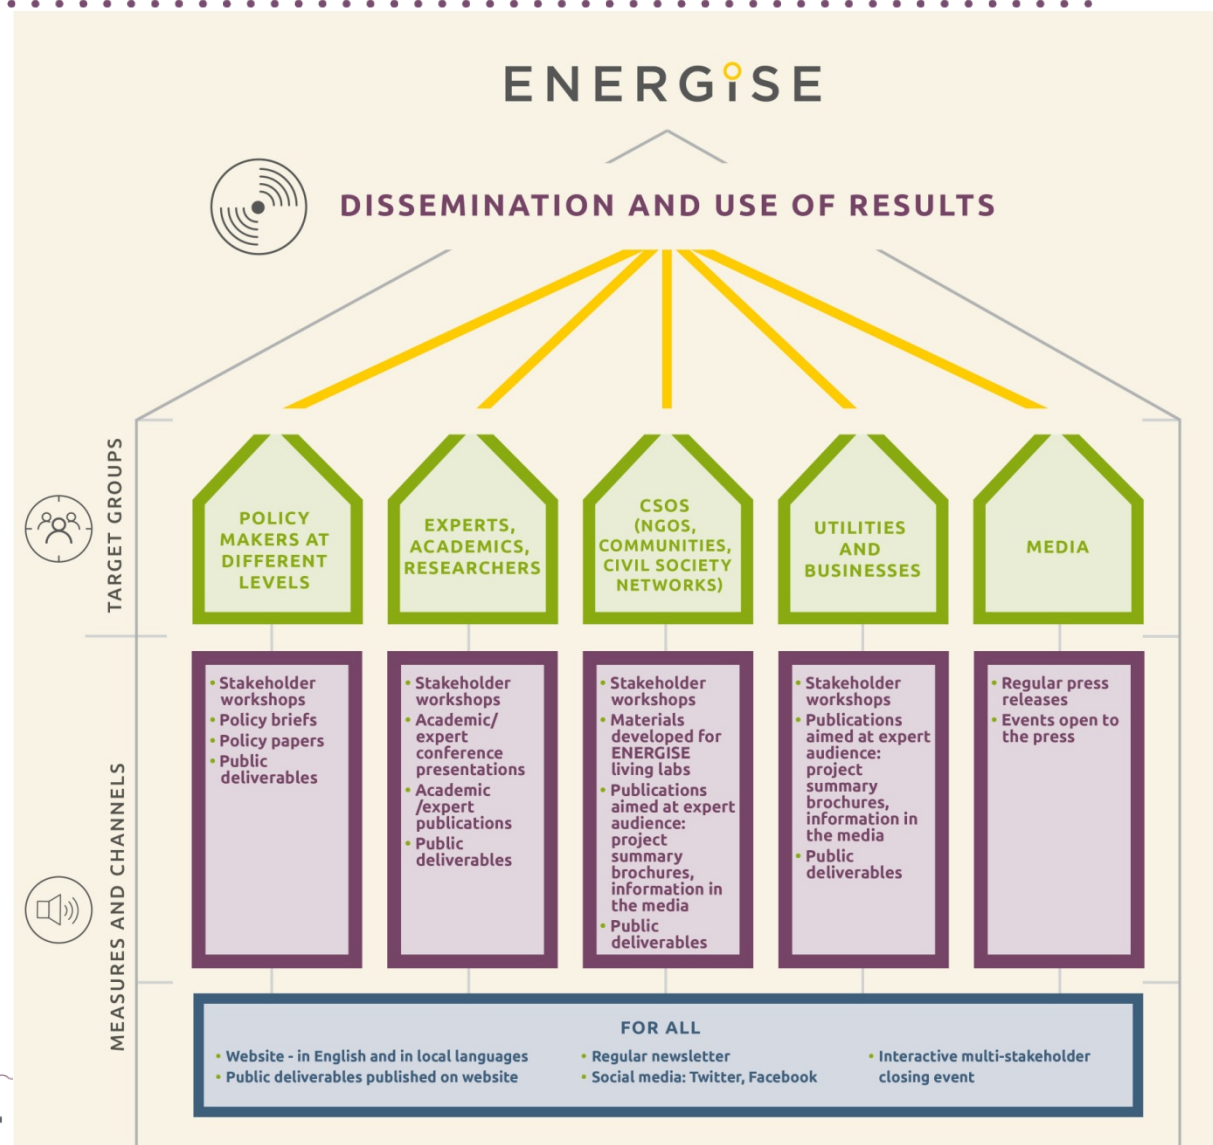 ENERGISE
DISSEMINATION AND USE OF RESULTS
TARGET GROUPS
POLICY
MAKERS AT
DIFFERENT
LEVELS
EXPERTS,
ACADEMICS,
RESEARCHERS
CSOS
(NGOS,
COMMUNITIES,
CIVIL SOCIETY
NETWORKS)
UTILITIES
AND
BUSINESSES
MEDIA
MEASURES AND CHANNELS
• Stakeholder
workshops
• Policy briefs
• Policy papers
• Public
deliverables
• Stakeholder
workshops
• Academic/
expert
conference
presentations
• Academic
/expert
publications
• Public
deliverables
• Stakeholder
workshops
• Materials
developed for
ENERGISE
living labs
• Publications
aimed at expert
audience:
project
summary
brochures,
information in
the media
• Public
deliverables
• Stakeholder
workshops
• Publications
aimed at expert
audience:
project
summary
brochures,
information in
the media
• Public
deliverables
• Regular press
releases
• Events open to
the press
FOR ALL
• Website - in English and in local languages
• Public deliverables published on website
• Regular newsletter
• Social media: Twitter, Facebook
• Interactive multi-stakeholder
closing event